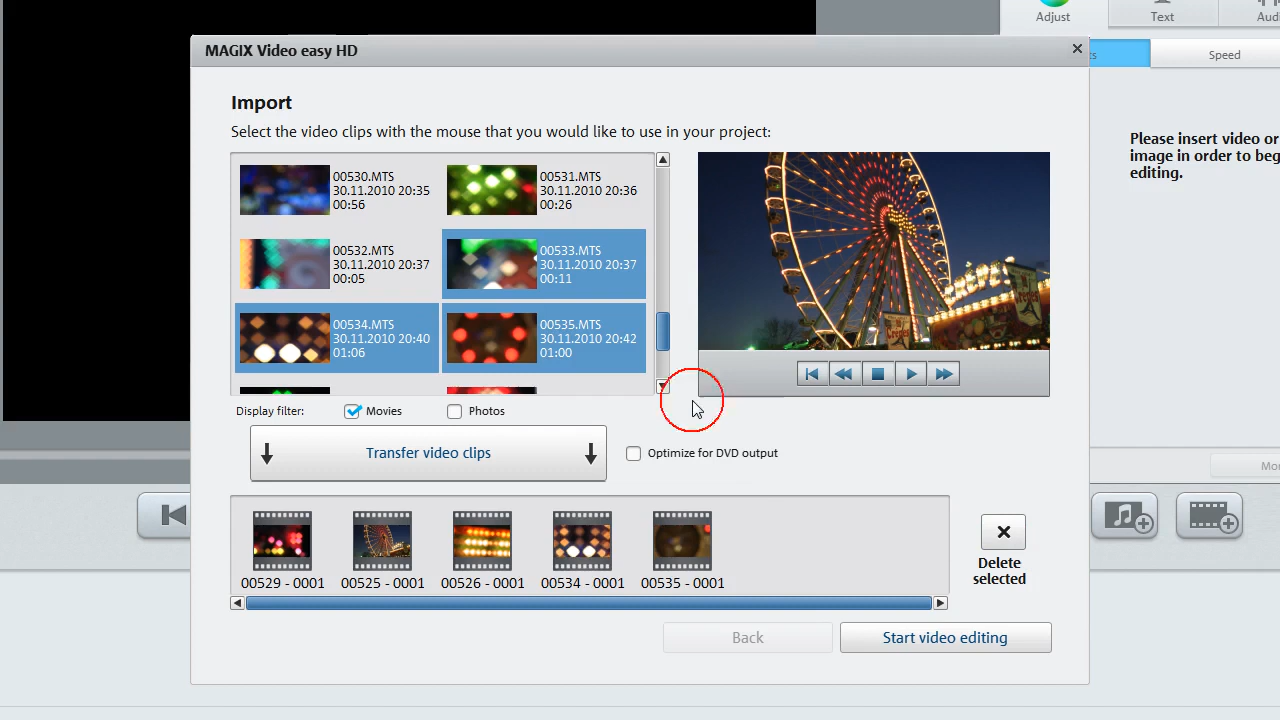 Adjust
Text
Speed
MAGIX Video easy HD
Import
Select the video clips with the mouse that you would like to use in your project:
00530.MTS
30.11.2010 20:35
00:56
00531.MTS
30.11.2010 20:36
00:26
00532.MTS
30.11.2010 20:37
00:05
00533.MTS
30.11.2010 20:37
00:11
00534.MTS
30.11.2010 20:40
01:06
00535.MTS
30.11.2010 20:42
01:00
Please insert video or
image in order to
editing.
Display filter:
Movies
Photos
Transfer video clips
Optimize for DVD output
00529 - 0001
00525 - 0001
00526 - 0001
00534 - 0001
00535 - 0001
Delete
selected
Back
Start video editing